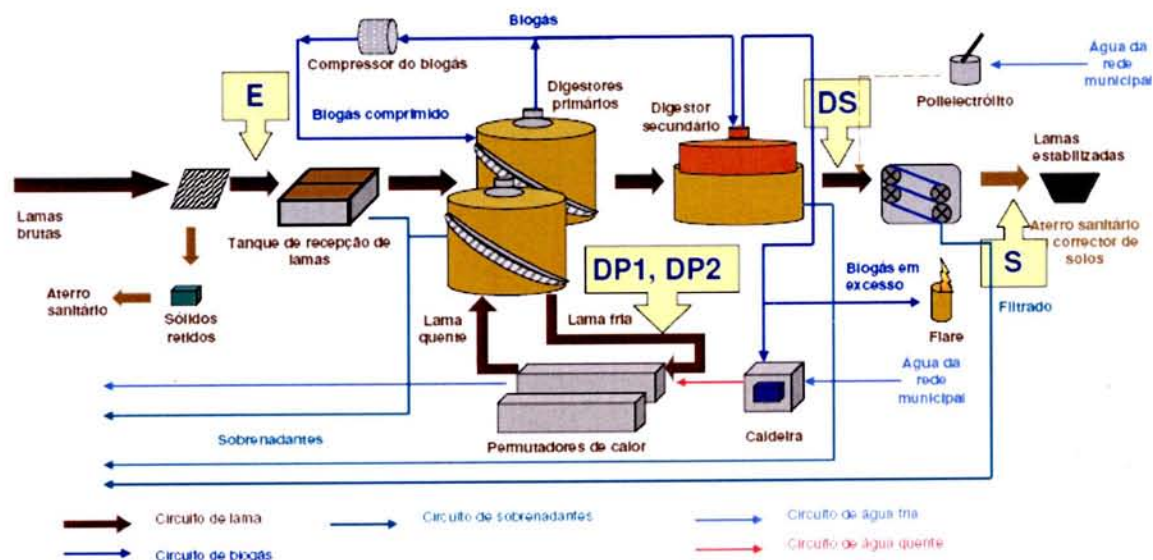 Biogás
Compressor do biogás
E
Biogás comprimido
Digestores
primários
Digestor
secundário
DS
Água da
rede
municipal
Polielectrólito
Lamas
brutas
Tanque de recepção de
lamas
Lamas
estabilizadas
Aterro sanitário
corrector de
solos
S
Aterro
sanitário
Sólidos
retidos
DP1, DP2
Lama
quente
Lama fria
Biogás em
excesso
Flare
Filtrado
Água da
rede
municipal
Sobrenadantes
Permutadores de calor
Caldeira
Circuito de lama
Circuito de sobrenadantes
Circuito de água fria
Circuito de biogás
Circuito de água quente